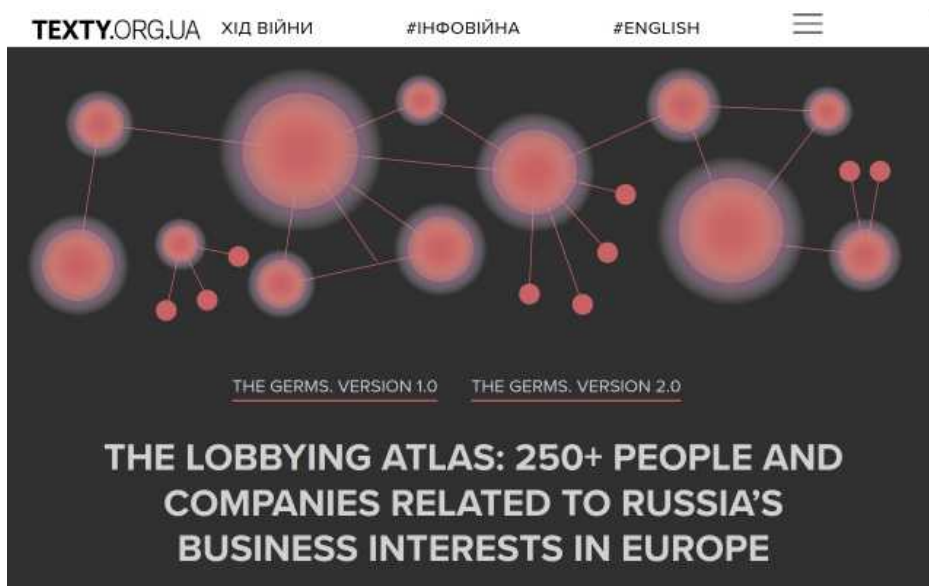 TEXTY.ORG.UA ХІД ВІЙНИ #ІНФОВІЙНА #ENGLISH
THE GERMS. VERSION 1.0 THE GERMS. VERSION 2.0
THE LOBBYING ATLAS: 250+ PEOPLE AND
COMPANIES RELATED TO RUSSIA'S
BUSINESS INTERESTS IN EUROPE